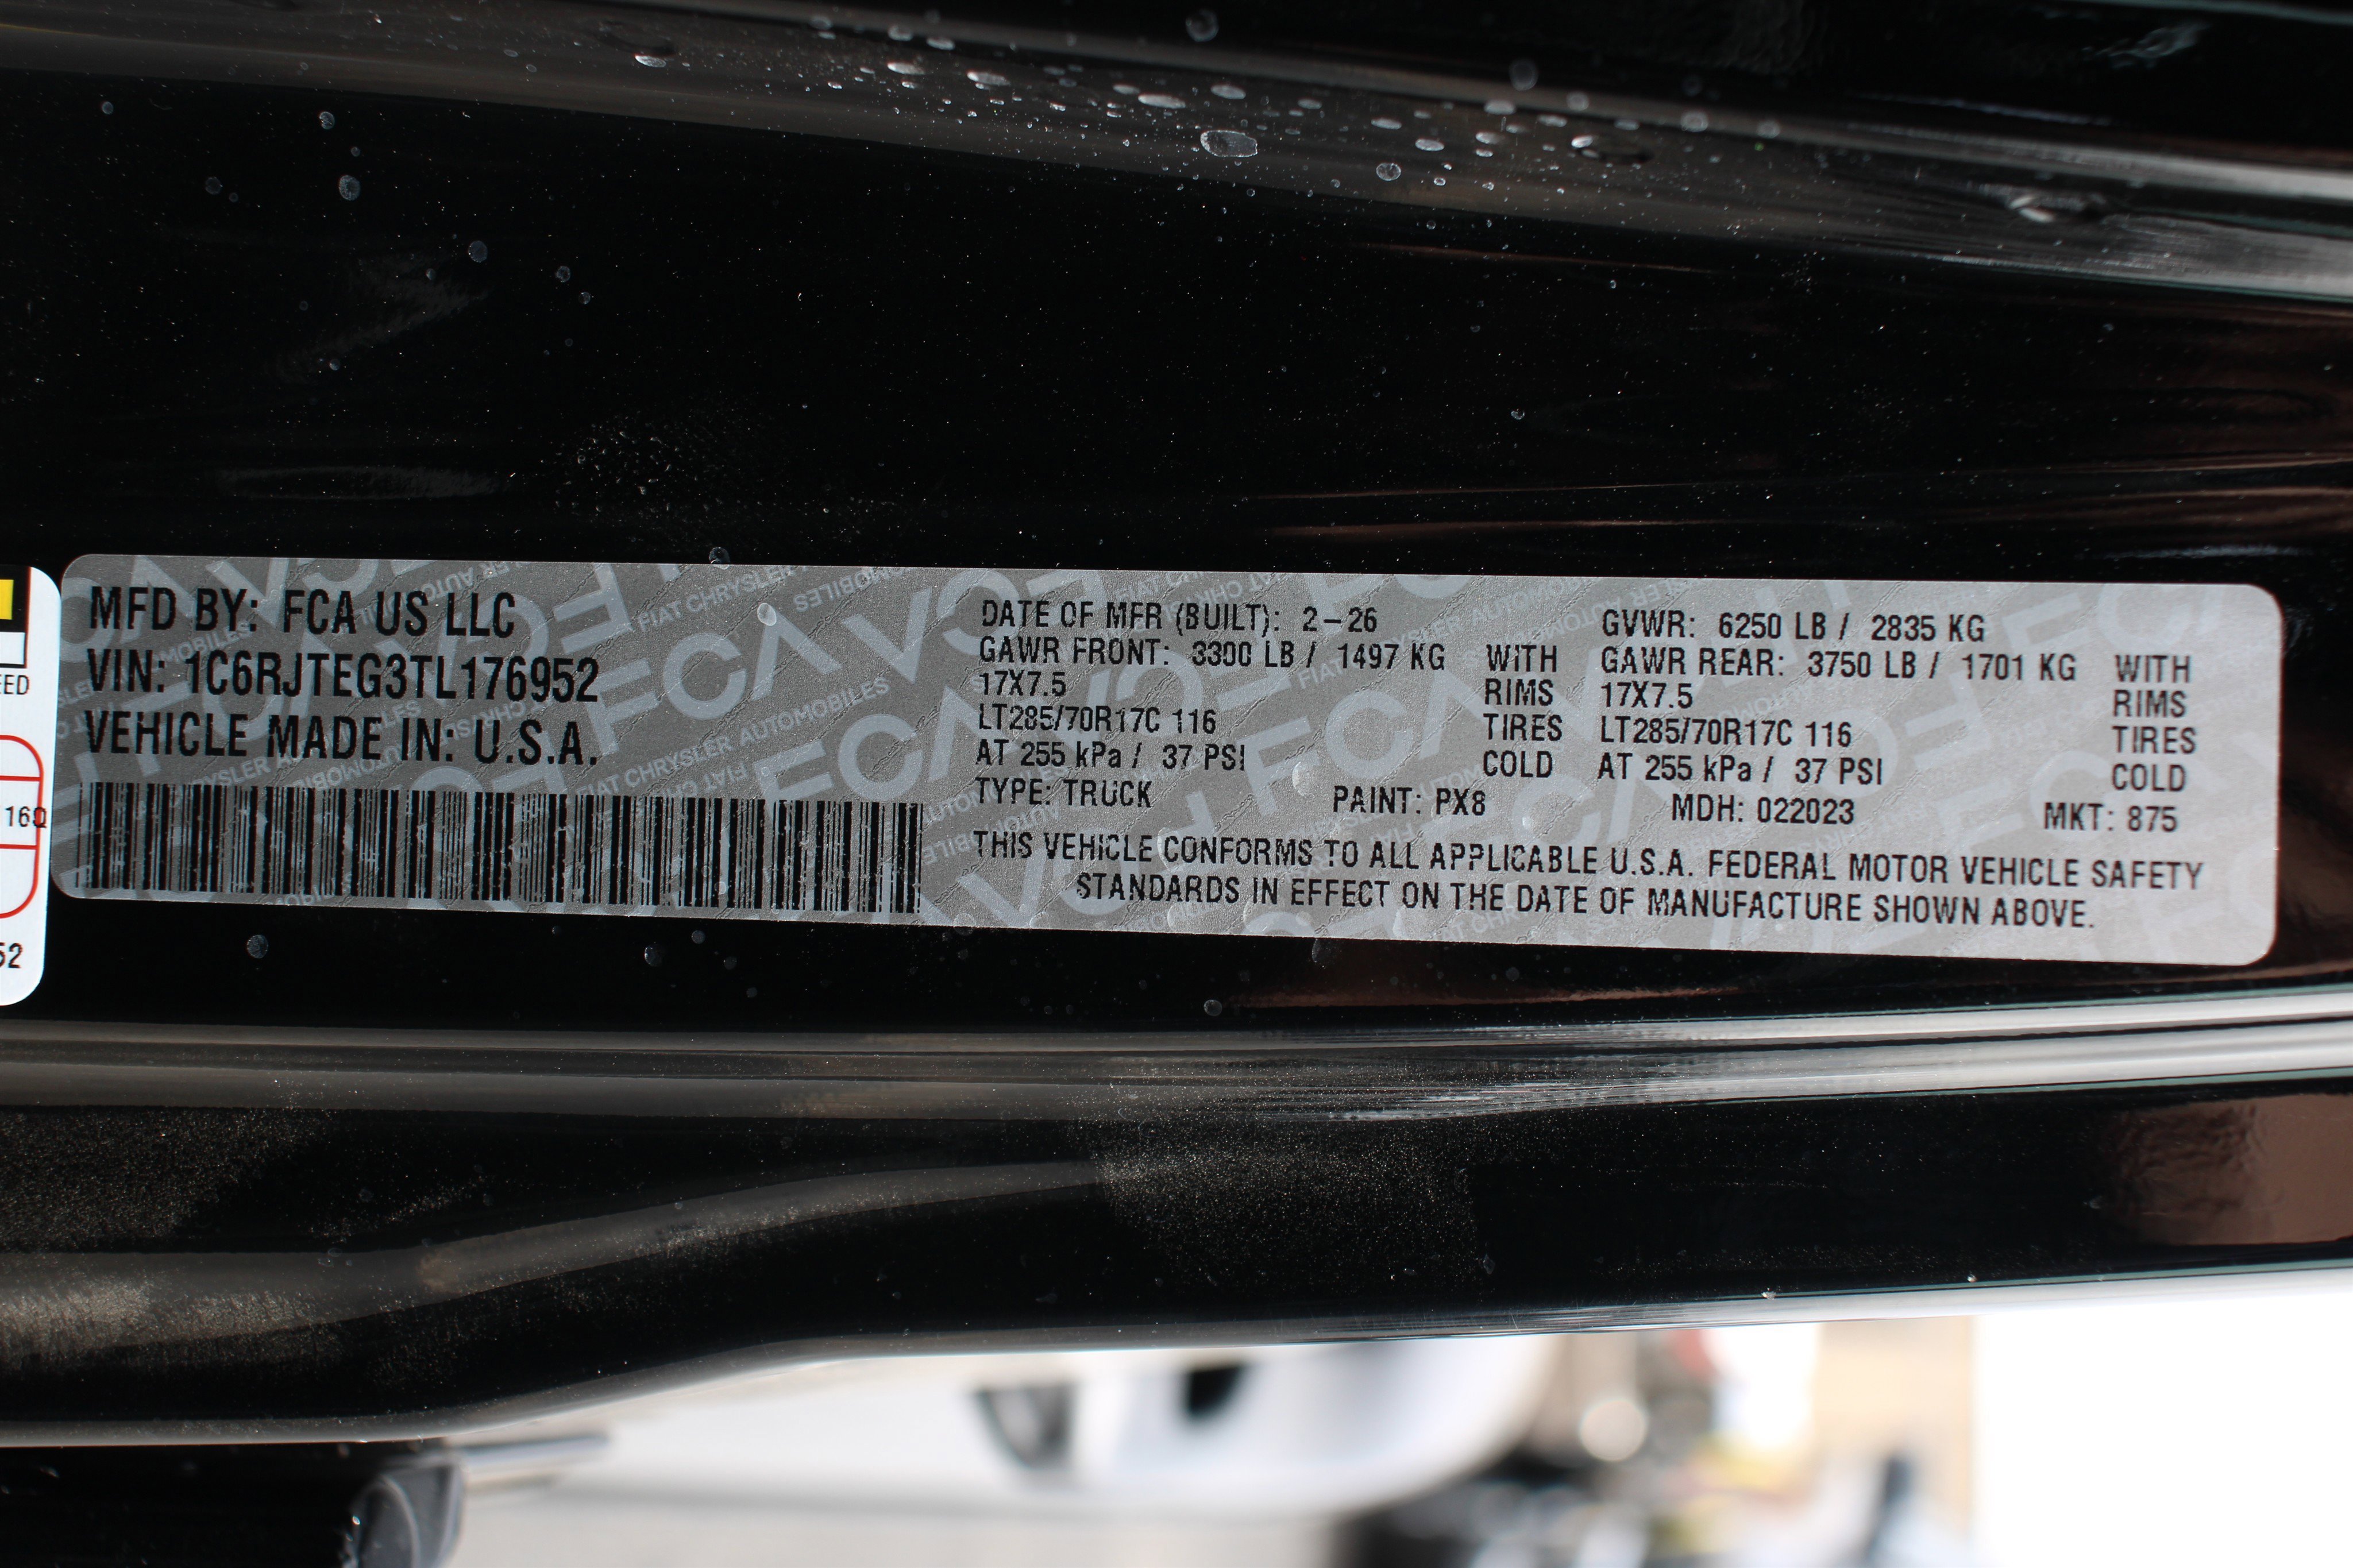 MFD BY: FCA US LLC
VIN: 1C6RJTEG3TL176952
VEHICLE MADE IN: U.S.A.
DATE OF MFR (BUILT): 2-26
GVWR: 6250 LB / 2835 KG
GAWR FRONT: 3300 LB / 1497 KG WITH
17X7.5 RIMS
LT285/70R17C 116 TIRES
AT 255 kPa / 37 PSI COLD
GAWR REAR: 3750 LB / 1701 KG WITH
17X7.5 RIMS
LT285/70R17C 116 TIRES
AT 255 kPa / 37 PSI COLD
TYPE: TRUCK PAINT: PX8 MDH: 022023 MKT: 875
THIS VEHICLE CONFORMS TO ALL APPLICABLE U.S.A. FEDERAL MOTOR VEHICLE SAFETY
STANDARDS IN EFFECT ON THE DATE OF MANUFACTURE SHOWN ABOVE.